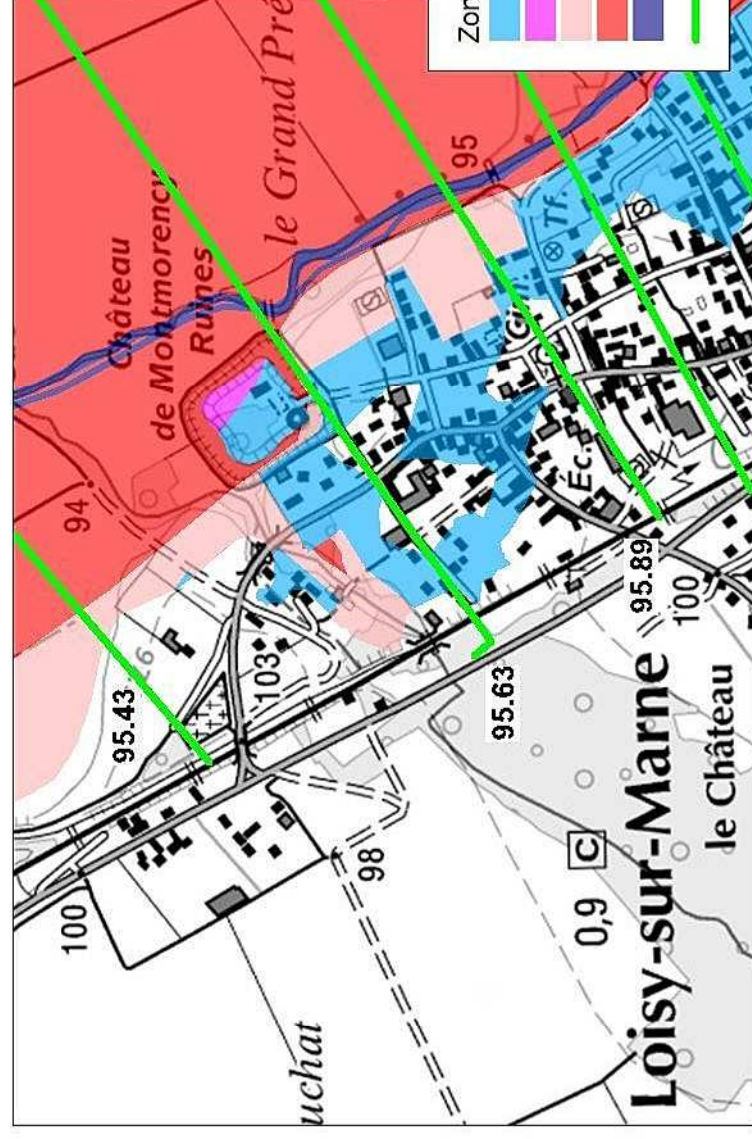 Zon
le Grand Pré
Château
de Montmorency
Ruines
95
94
Tf.
Éc.
95.43
103
95.63
95.89
100
100
98
0,9
C
Loisy-sur-Marne
le Château
uchat